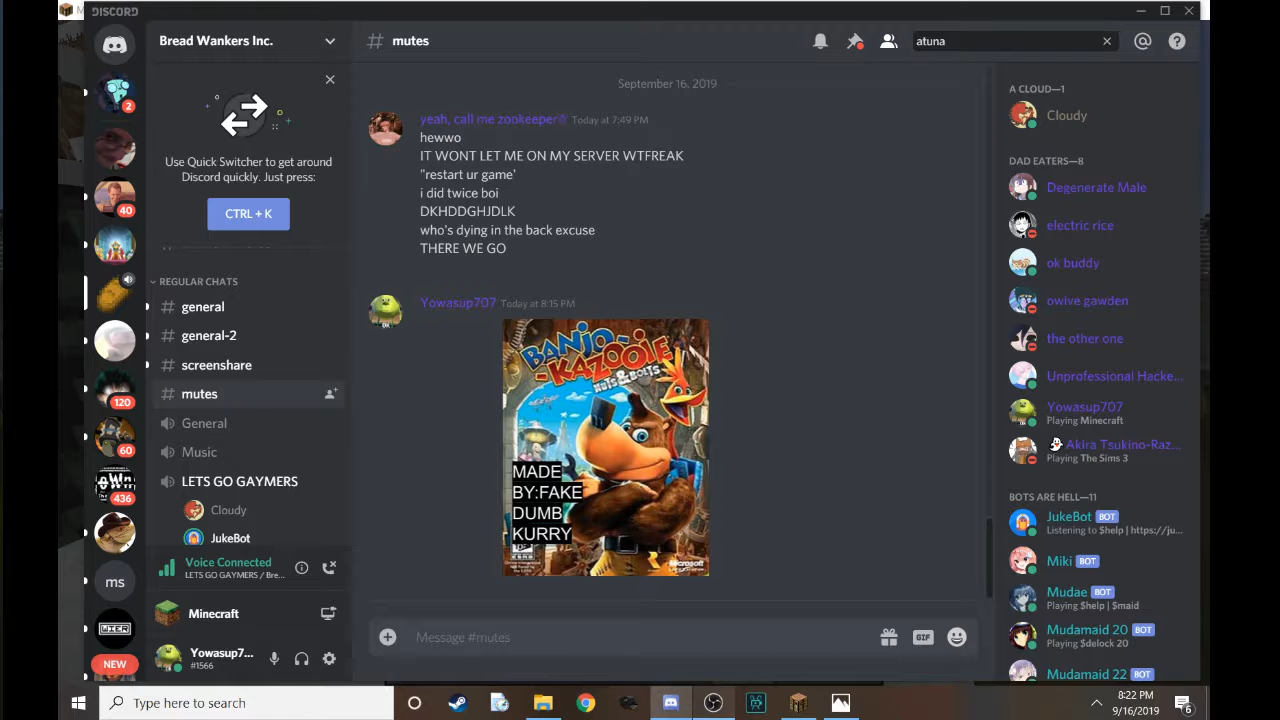 DISCORD
Bread Wankers Inc.
mutes
atuna
2
40
120
60
436
ms
WIER
NEW
Use Quick Switcher to get around
Discord quickly. Just press:
CTRL + K
REGULAR CHATS
general
general-2
screenshare
mutes
General
Music
LETS GO GAYMERS
Cloudy
JukeBot
Voice Connected
LETS GO GAYMERS / Bre...
Minecraft
Yowasup7...
#1566
September 16, 2019
yeah, call me zookeeper Today at 7:49 PM
hewwo
IT WONT LET ME ON MY SERVER WTFREAK
"restart ur game'
i did twice boi
DKHDDGHJDLK
who's dying in the back excuse
THERE WE GO
Yowasup707 Today at 8:15 PM
BANJO-
-KAZOOIE
NUTS & BOLTS
MADE
BY:FAKE
DUMB
KURRY
Microsoft
Message #mutes
GIF
A CLOUD—1
Cloudy
DAD EATERS—8
Degenerate Male
electric rice
ok buddy
owive gawden
the other one
Unprofessional Hacke...
Yowasup707
Playing Minecraft
Akira Tsukino-Raz...
Playing The Sims 3
BOTS ARE HELL—11
JukeBot BOT
Listening to $help | https://ju...
Miki BOT
Mudae BOT
Playing $help | $maid
Mudamaid 20 BOT
Playing $delock 20
Mudamaid 22 BOT
Type here to search
8:22 PM
9/16/2019
6